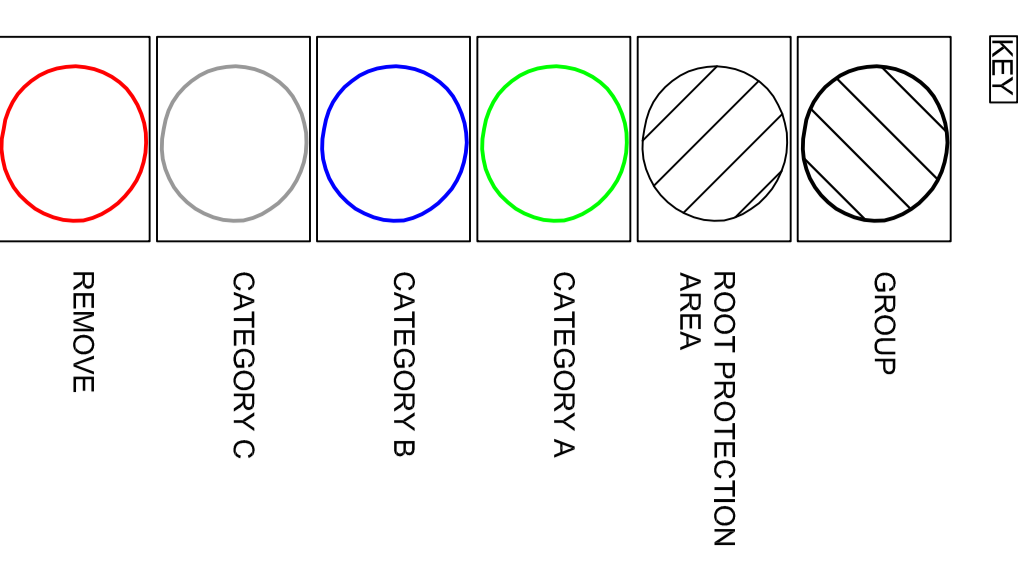 KEY
GROUP
ROOT PROTECTION
AREA
CATEGORY A
CATEGORY B
CATEGORY C
REMOVE